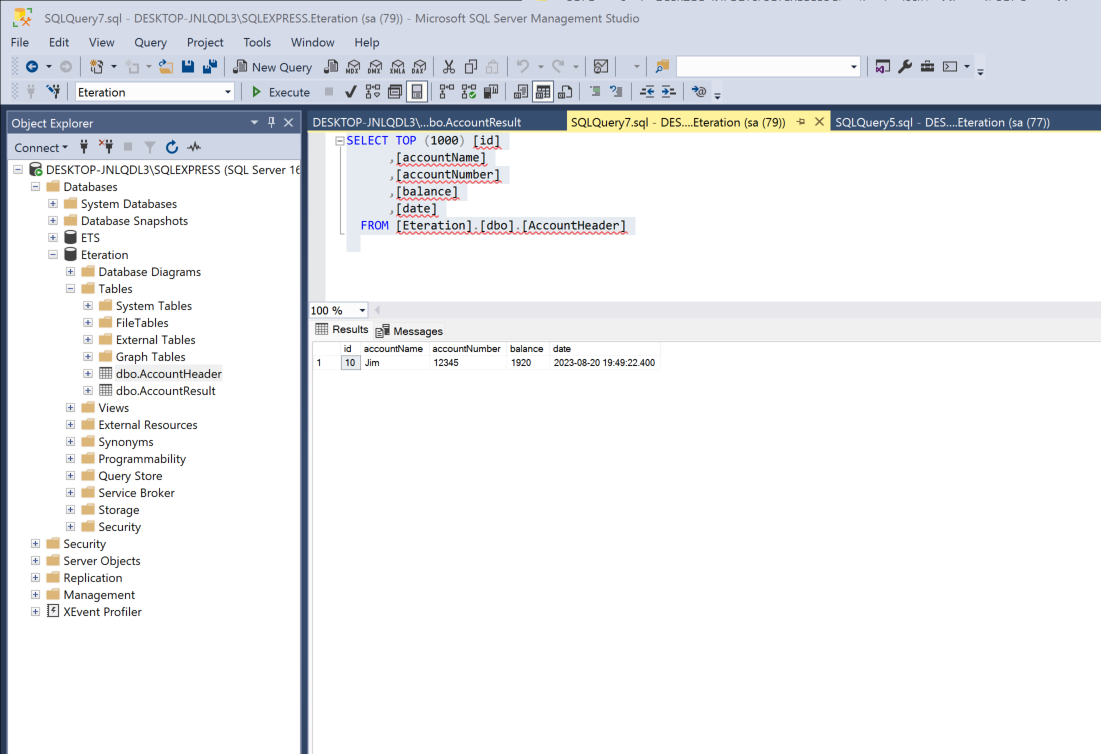 SQLQuery7.sql - DESKTOP-JNLQDL3\SQLEXPRESS.Eteration (sa (79)) - Microsoft SQL Server Management Studio
File Edit View Query Project Tools Window Help
New Query MDX DMX XMLA DAX
Eteration Execute
Object Explorer
Connect
DESKTOP-JNLQDL3\SQLEXPRESS (SQL Server 16
Databases
System Databases
Database Snapshots
ETS
Eteration
Database Diagrams
Tables
System Tables
FileTables
External Tables
Graph Tables
dbo.AccountHeader
dbo.AccountResult
Views
External Resources
Synonyms
Programmability
Query Store
Service Broker
Storage
Security
Security
Server Objects
Replication
Management
XEvent Profiler
DESKTOP-JNLQDL3\...bo.AccountResult SQLQuery7.sql - DES....Eteration (sa (79)) SQLQuery5.sql - DES....Eteration (sa (77))
SELECT TOP (1000) [id]
,[accountName]
,[accountNumber]
,[balance]
,[date]
FROM [Eteration].[dbo].[AccountHeader]
100 %
Results Messages
id accountName accountNumber balance date
1 10 Jim 12345 1920 2023-08-20 19:49:22.400